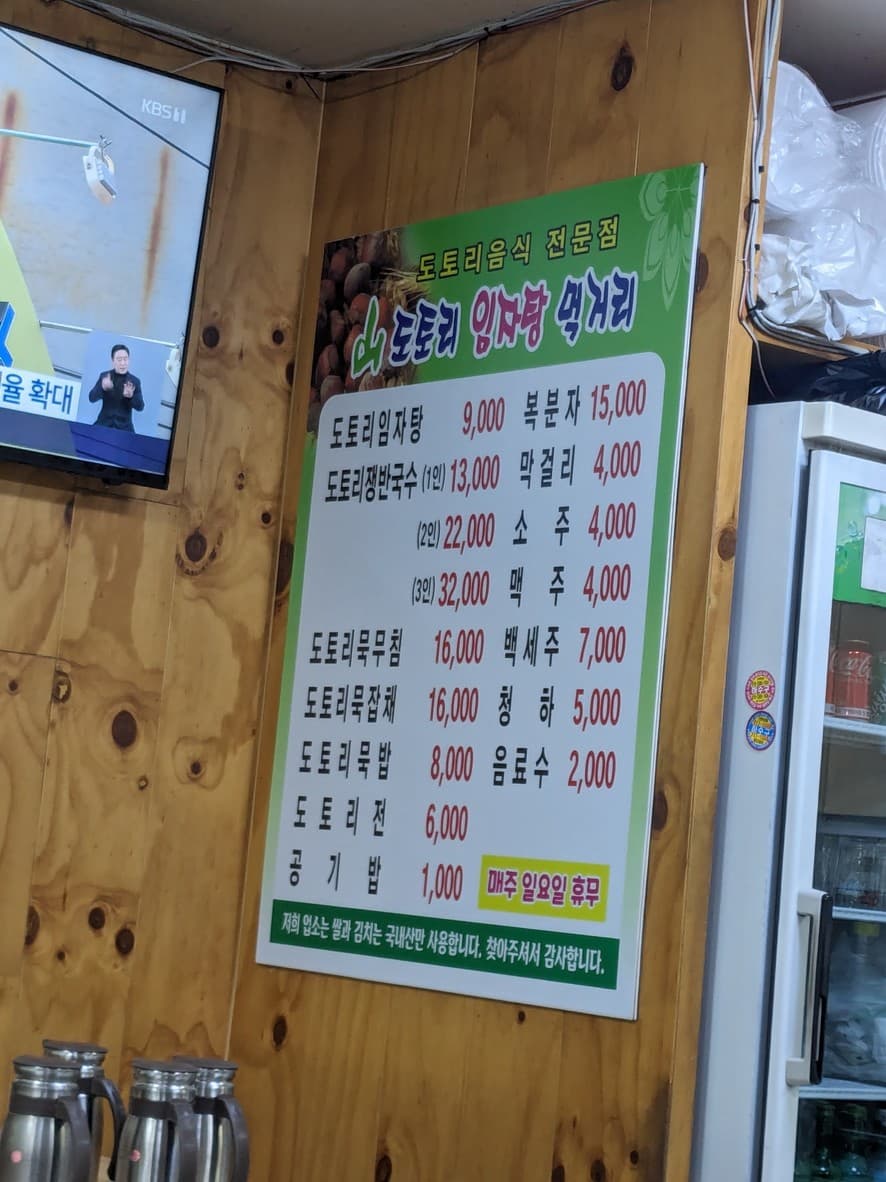 KBS 1
율 확대
도토리음식 전문점
도토리 임자탕 먹거리
도토리임자탕 9,000 복분자 15,000
도토리쟁반국수 (1인) 13,000 막걸리 4,000
(2인) 22,000 소 주 4,000
(3인) 32,000 맥 주 4,000
도토리묵무침 16,000 백세주 7,000
도토리묵잡채 16,000 청 하 5,000
도토리묵밥 8,000 음료수 2,000
도 토 리 전 6,000
공 기 밥 1,000
매주 일요일 휴무
저희 업소는 쌀과 김치는 국내산만 사용합니다. 찾아주셔서 감사합니다.